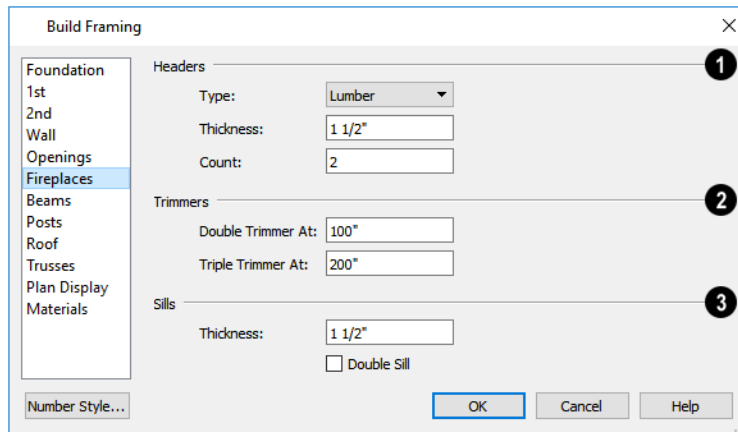 Build Framing
Foundation
1st
2nd
Wall
Openings
Fireplaces
Beams
Posts
Roof
Trusses
Plan Display
Materials
Number Style...
Headers 1
Type: Lumber
Thickness: 1 1/2"
Count: 2
Trimmers 2
Double Trimmer At: 100"
Triple Trimmer At: 200"
Sills 3
Thickness: 1 1/2"
Double Sill
OK Cancel Help